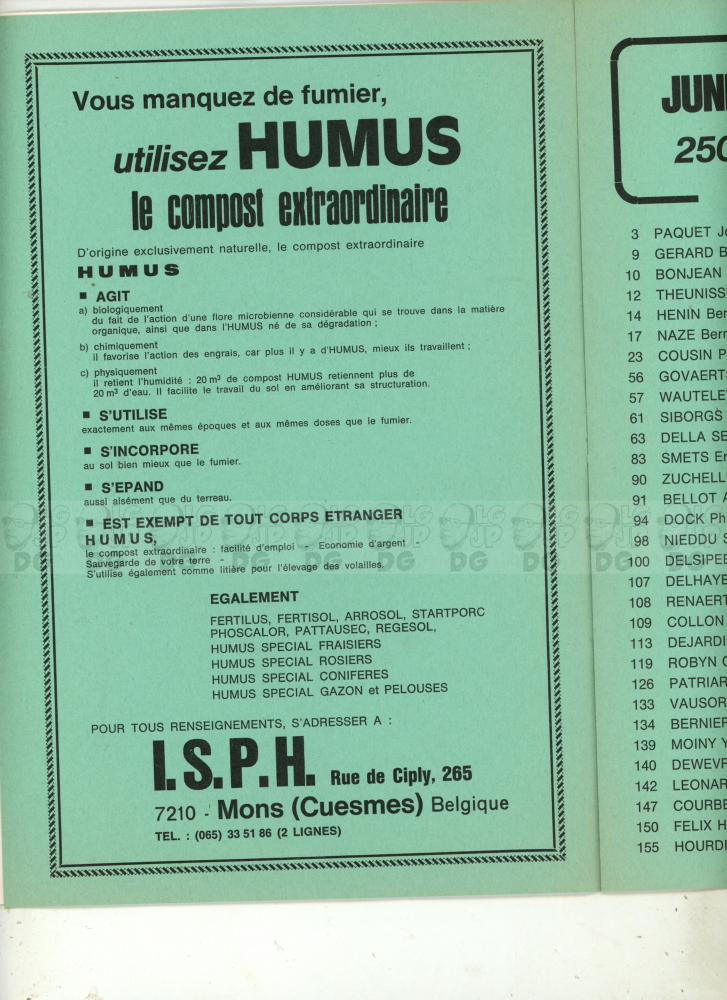 Vous manquez de fumier,
utilisez HUMUS
le compost extraordinaire
D'origine exclusivement naturelle, le compost extraordinaire
HUMUS
■ AGIT
a) biologiquement
du fait de l'action d'une flore microbienne considérable qui se trouve dans la matière
organique, ainsi que dans l'HUMUS né de sa dégradation ;
b) chimiquement
il favorise l'action des engrais, car plus il y a d'HUMUS, mieux ils travaillent ;
c) physiquement
il retient l'humidité : 20 m³ de compost HUMUS retiennent plus de
20 m³ d'eau. Il facilite le travail du sol en améliorant sa structuration.
■ S'UTILISE
exactement aux mêmes époques et aux mêmes doses que le fumier.
■ S'INCORPORE
au sol bien mieux que le fumier.
■ S'EPAND
aussi aisément que du terreau.
■ EST EXEMPT DE TOUT CORPS ETRANGER
HUMUS,
le compost extraordinaire : facilité d'emploi - Economie d'argent -
Sauvegarde de votre terre -
S'utilise également comme litière pour l'élevage des volailles.
EGALEMENT
FERTILUS, FERTISOL, ARROSOL, STARTPORC
PHOSCALOR, PATTAUSEC, REGESOL,
HUMUS SPECIAL FRAISIERS
HUMUS SPECIAL ROSIERS
HUMUS SPECIAL CONIFERES
HUMUS SPECIAL GAZON et PELOUSES
POUR TOUS RENSEIGNEMENTS, S'ADRESSER A :
I.S.P.H. Rue de Ciply, 265
7210 - Mons (Cuesmes) Belgique
TEL. : (065) 33 51 86 (2 LIGNES)
JUN
250
3 PAQUET J
9 GERARD B
10 BONJEAN
12 THEUNISS
14 HENIN Ber
17 NAZE Bern
23 COUSIN P
56 GOVAERT
57 WAUTELE
61 SIBORGS
63 DELLA SE
83 SMETS Er
90 ZUCHELL
91 BELLOT A
94 DOCK Ph
98 NIEDDU S
100 DELSIPEE
107 DELHAYE
108 RENAERT
109 COLLON
113 DEJARDI
119 ROBYN
126 PATRIAR
133 VAUSOR
134 BERNIER
139 MOINY Y
140 DEWEVR
142 LEONAR
147 COURBE
150 FELIX H
155 HOURDI